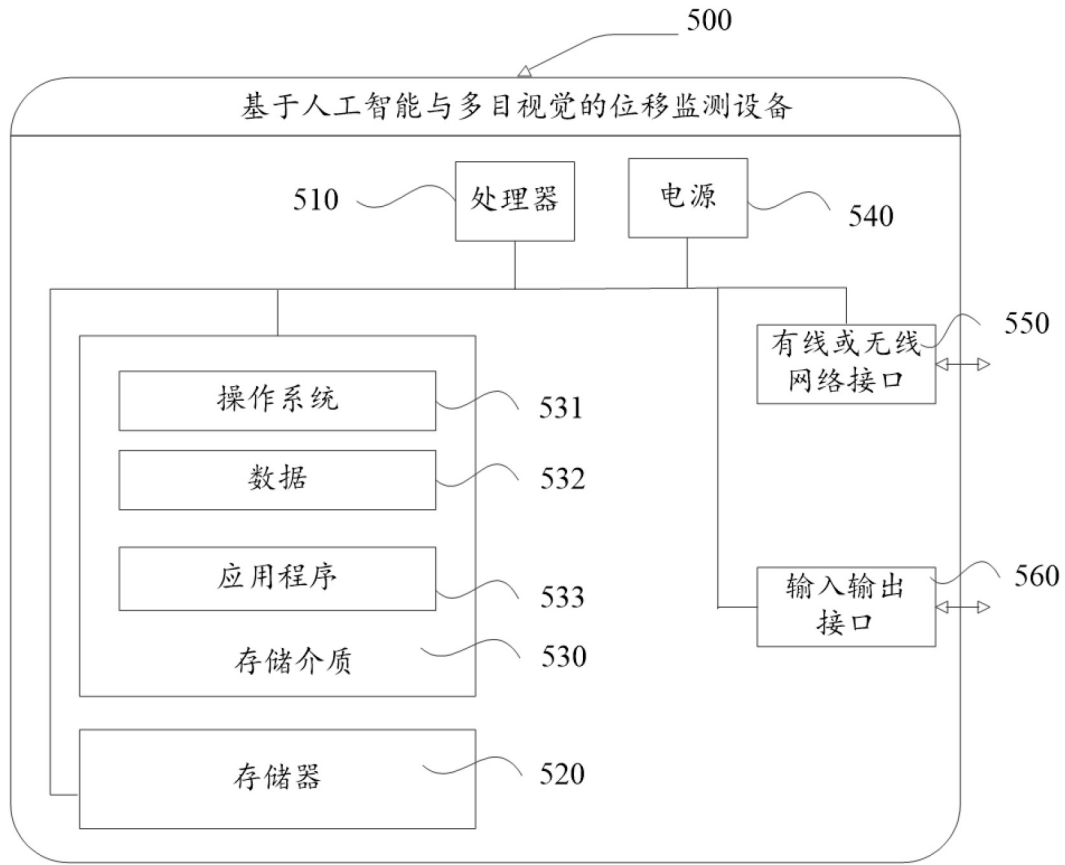 500
基于人工智能与多目视觉的位移监测设备
510
处理器
电源
540
有线或无线
网络接口
550
操作系统
531
数据
532
应用程序
533
存储介质
530
输入输出
接口
560
存储器
520